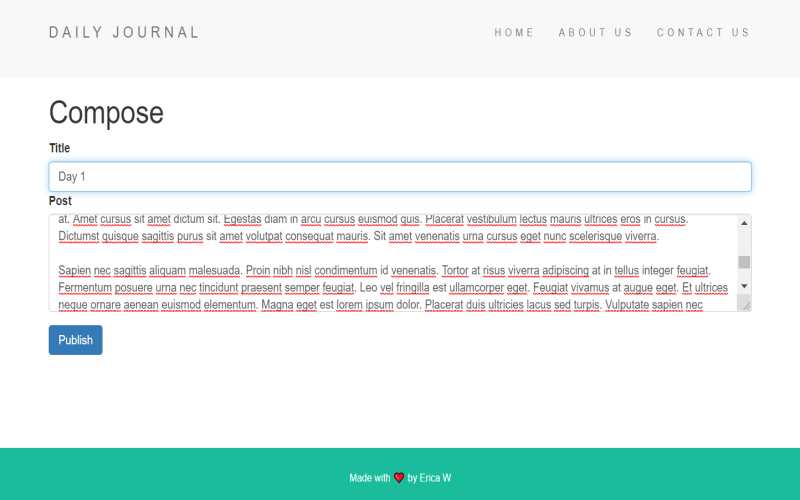 DAILY JOURNAL
HOME ABOUT US CONTACT US
Compose
Title
Day 1
Post
at. Amet cursus sit amet dictum sit. Egestas diam in arcu cursus euismod quis. Placerat vestibulum lectus mauris ultrices eros in cursus.
Dictumst quisque sagittis purus sit amet volutpat consequat mauris. Sit amet venenatis urna cursus eget nunc scelerisque viverra.
Sapien nec sagittis aliquam malesuada. Proin nibh nisl condimentum id venenatis. Tortor at risus viverra adipiscing at in tellus integer feugiat.
Fermentum posuere urna nec tincidunt praesent semper feugiat. Leo vel fringilla est ullamcorper eget. Feugiat vivamus at augue eget. Et ultrices
neque ornare aenean euismod elementum. Magna eget est lorem ipsum dolor. Placerat duis ultricies lacus sed turpis. Vulputate sapien nec
Publish
Made with ❤ by Erica W